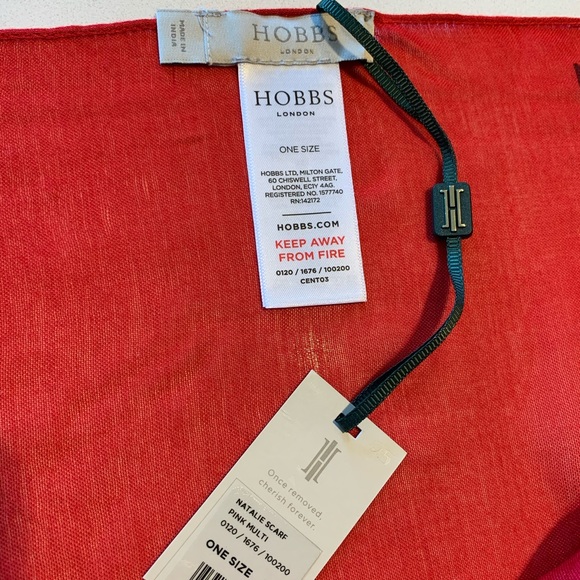 MADE IN
INDIA
HOBBS
LONDON
HOBBS
LONDON
ONE SIZE
HOBBS LTD, MILTON GATE,
60 CHISWELL STREET,
LONDON, EC1Y 4AG.
REGISTERED NO. 1577740
RN:142172
HOBBS.COM
KEEP AWAY
FROM FIRE
0120 / 1676 / 100200
CENT03
Once removed,
cherish forever.
NATALIE SCARF
PINK MULTI
0120 / 1676 / 100200
ONE SIZE